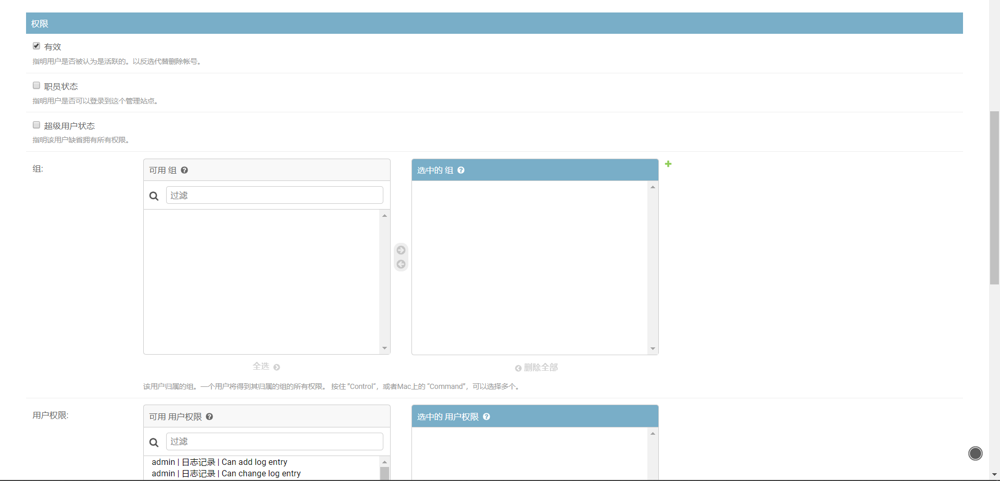 权限
有效
指明用户是否被认为是活跃的。以反选代替删除帐号。
职员状态
指明用户是否可以登录到这个管理站点。
超级用户状态
指明该用户缺省拥有所有权限。
组:
可用 组
选中的 组
过滤
全选
删除全部
该用户归属的组。一个用户将得到其归属的组的所有权限。 按住 ”Control“，或者Mac上的 “Command”，可以选择多个。
用户权限:
可用 用户权限
选中的 用户权限
过滤
admin | 日志记录 | Can add log entry
admin | 日志记录 | Can change log entry